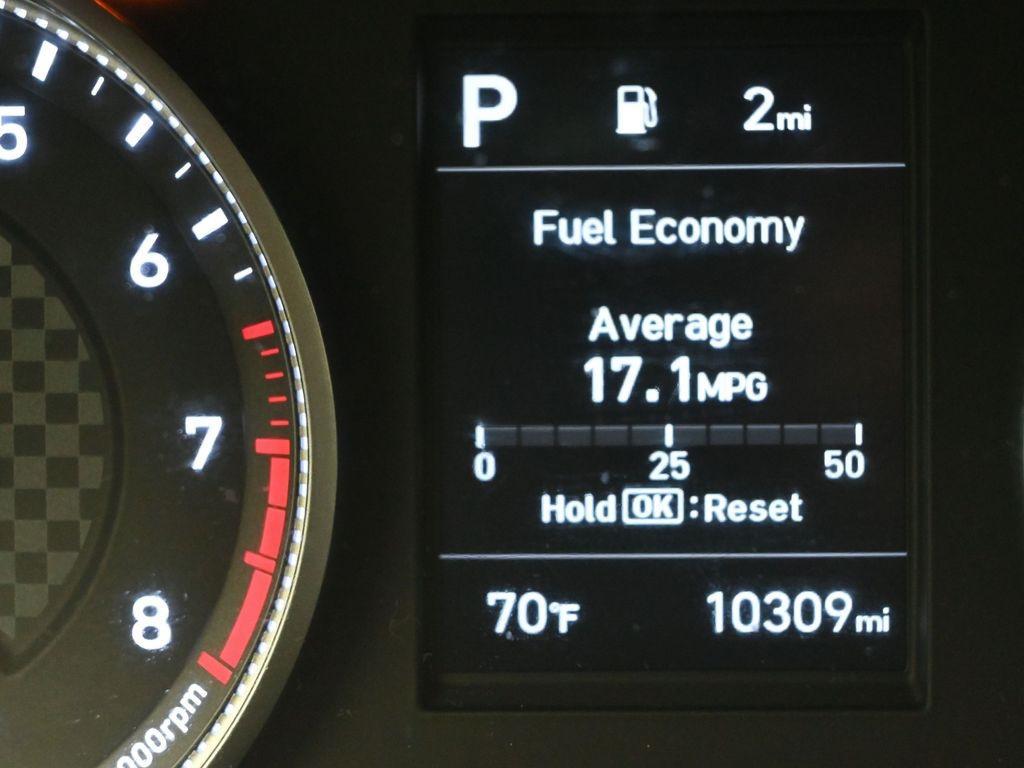 5
6
7
8
000rpm
P 2mi
Fuel Economy
Average
17.1MPG
0 25 50
Hold OK : Reset
70°F 10309mi